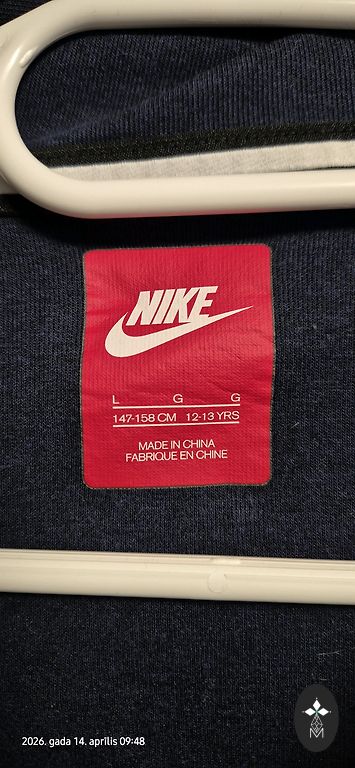 NIKE
L G G
147-158 CM 12-13 YRS
MADE IN CHINA
FABRIQUE EN CHINE
2026. gada 14. aprīlis 09:48
M